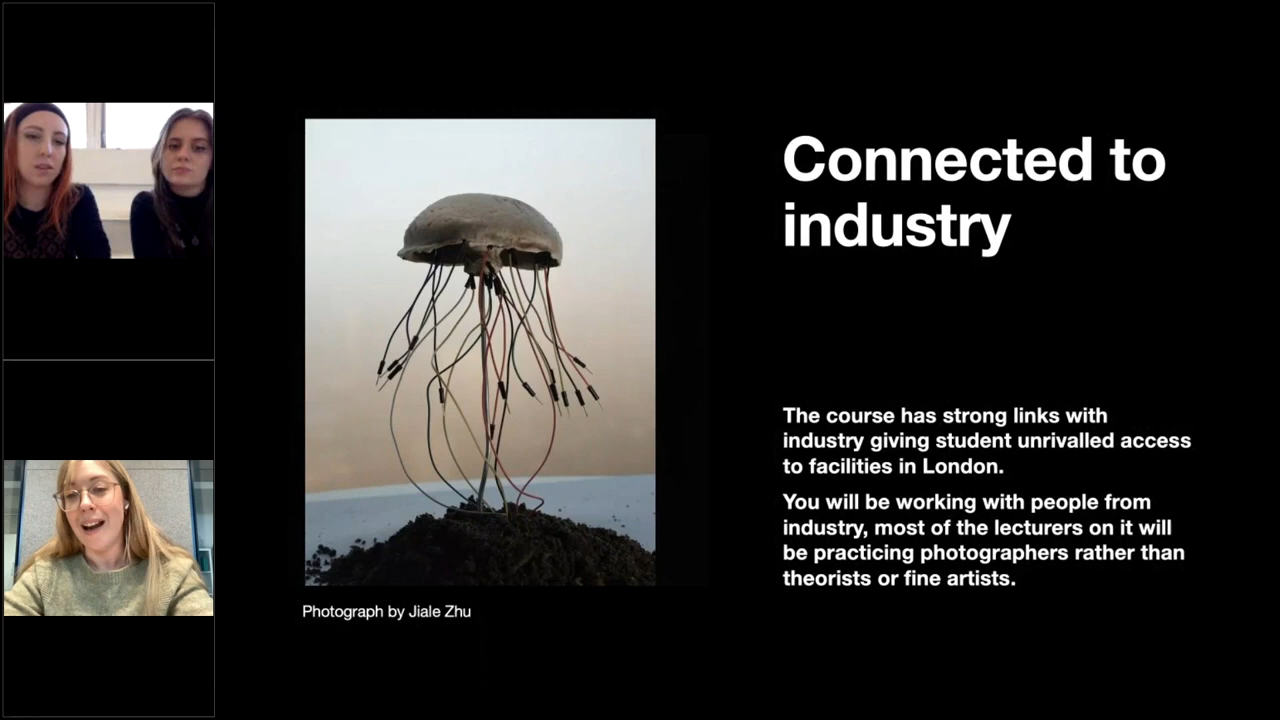 Connected to
industry
The course has strong links with
industry giving student unrivalled access
to facilities in London.
You will be working with people from
industry, most of the lecturers on it will
be practicing photographers rather than
theorists or fine artists.
Photograph by Jiale Zhu